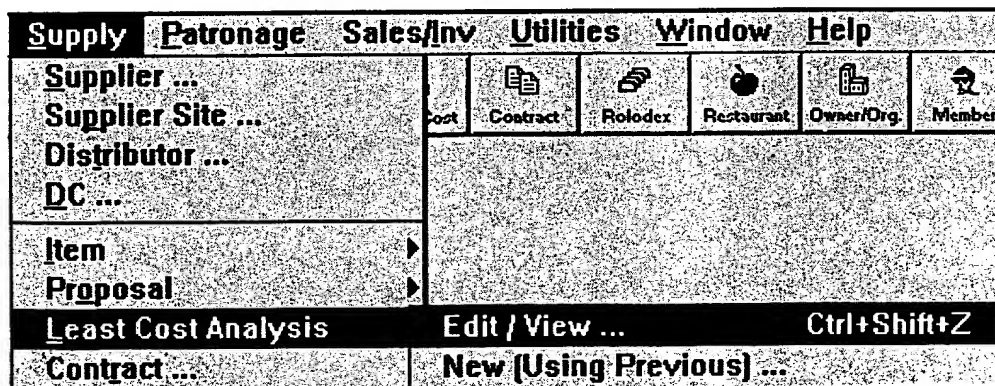 Supply Patronage Sales/Inv Utilities Window Help
Supplier ...
Supplier Site ...
Distributor ...
DC ...
Item
Proposal
Least Cost Analysis
Contract ...
Cost Contract Rolodex Restaurant Owner/Org. Member
Edit / View ... Ctrl+Shift+Z
New (Using Previous) ...